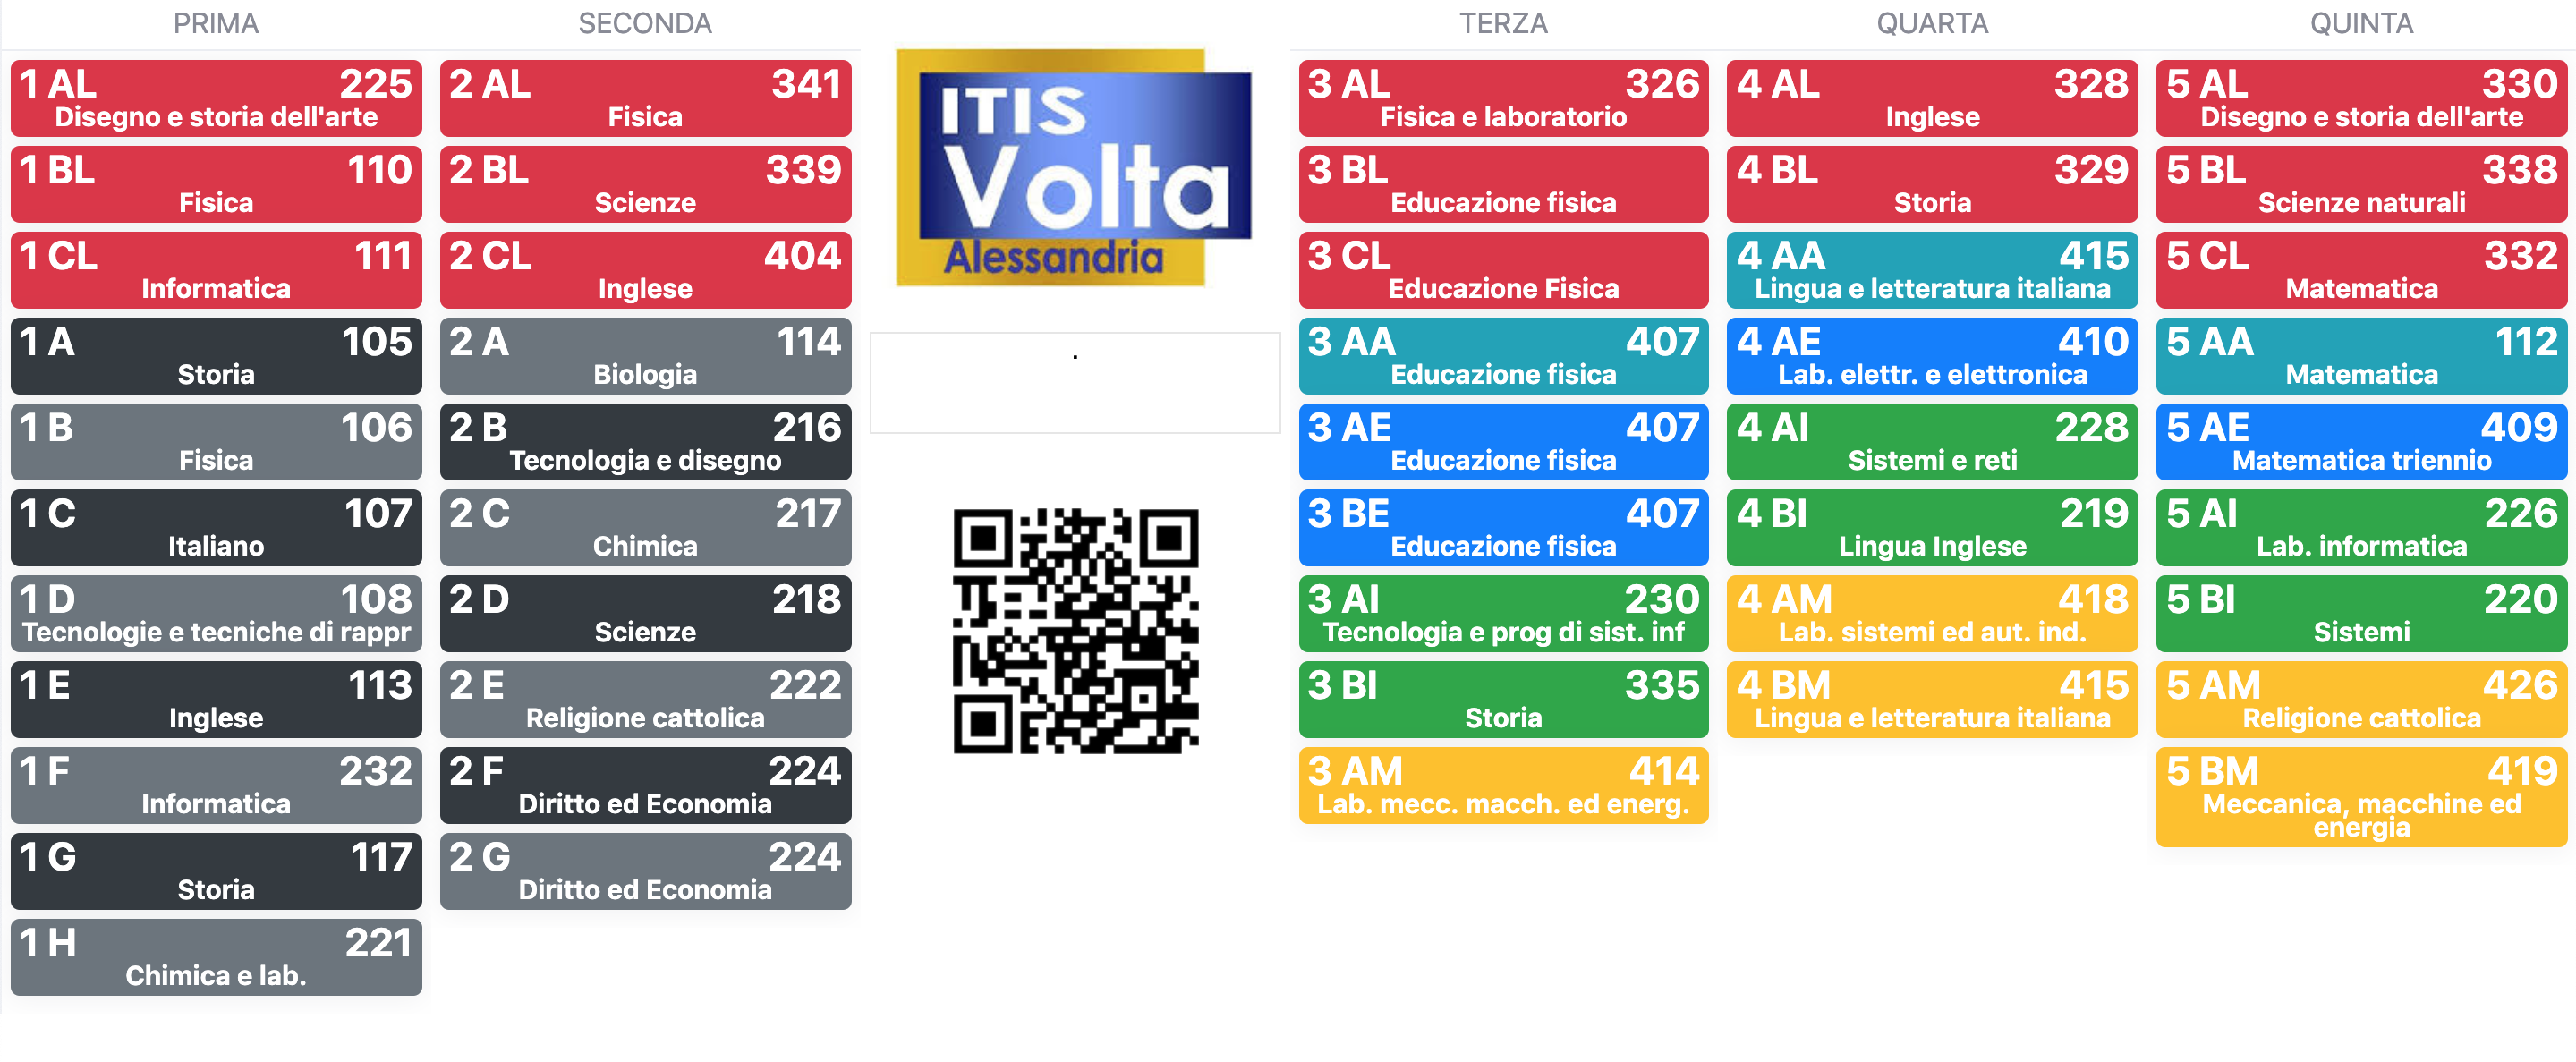 PRIMA
1 AL 225
Disegno e storia dell'arte
1 BL 110
Fisica
1 CL 111
Informatica
1 A 105
Storia
1 B 106
Fisica
1 C 107
Italiano
1 D 108
Tecnologie e tecniche di rappr
1 E 113
Inglese
1 F 232
Informatica
1 G 117
Storia
1 H 221
Chimica e lab.
SECONDA
2 AL 341
Fisica
2 BL 339
Scienze
2 CL 404
Inglese
2 A 114
Biologia
2 B 216
Tecnologia e disegno
2 C 217
Chimica
2 D 218
Scienze
2 E 222
Religione cattolica
2 F 224
Diritto ed Economia
2 G 224
Diritto ed Economia
ITIS
Volta
Alessandria
.
TERZA
3 AL 326
Fisica e laboratorio
3 BL
Educazione fisica
3 CL
Educazione Fisica
3 AA 407
Educazione fisica
3 AE 407
Educazione fisica
3 BE 407
Educazione fisica
3 AI 230
Tecnologia e prog di sist. inf
3 BI 335
Storia
3 AM 414
Lab. mecc. macch. ed energ.
QUARTA
4 AL 328
Inglese
4 BL 329
Storia
4 AA 415
Lingua e letteratura italiana
4 AE 410
Lab. elettr. e elettronica
4 AI 228
Sistemi e reti
4 BI 219
Lingua Inglese
4 AM 418
Lab. sistemi ed aut. ind.
4 BM 415
Lingua e letteratura italiana
QUINTA
5 AL 330
Disegno e storia dell'arte
5 BL 338
Scienze naturali
5 CL 332
Matematica
5 AA 112
Matematica
5 AE 409
Matematica triennio
5 AI 226
Lab. informatica
5 BI 220
Sistemi
5 AM 426
Religione cattolica
5 BM 419
Meccanica, macchine ed
energia